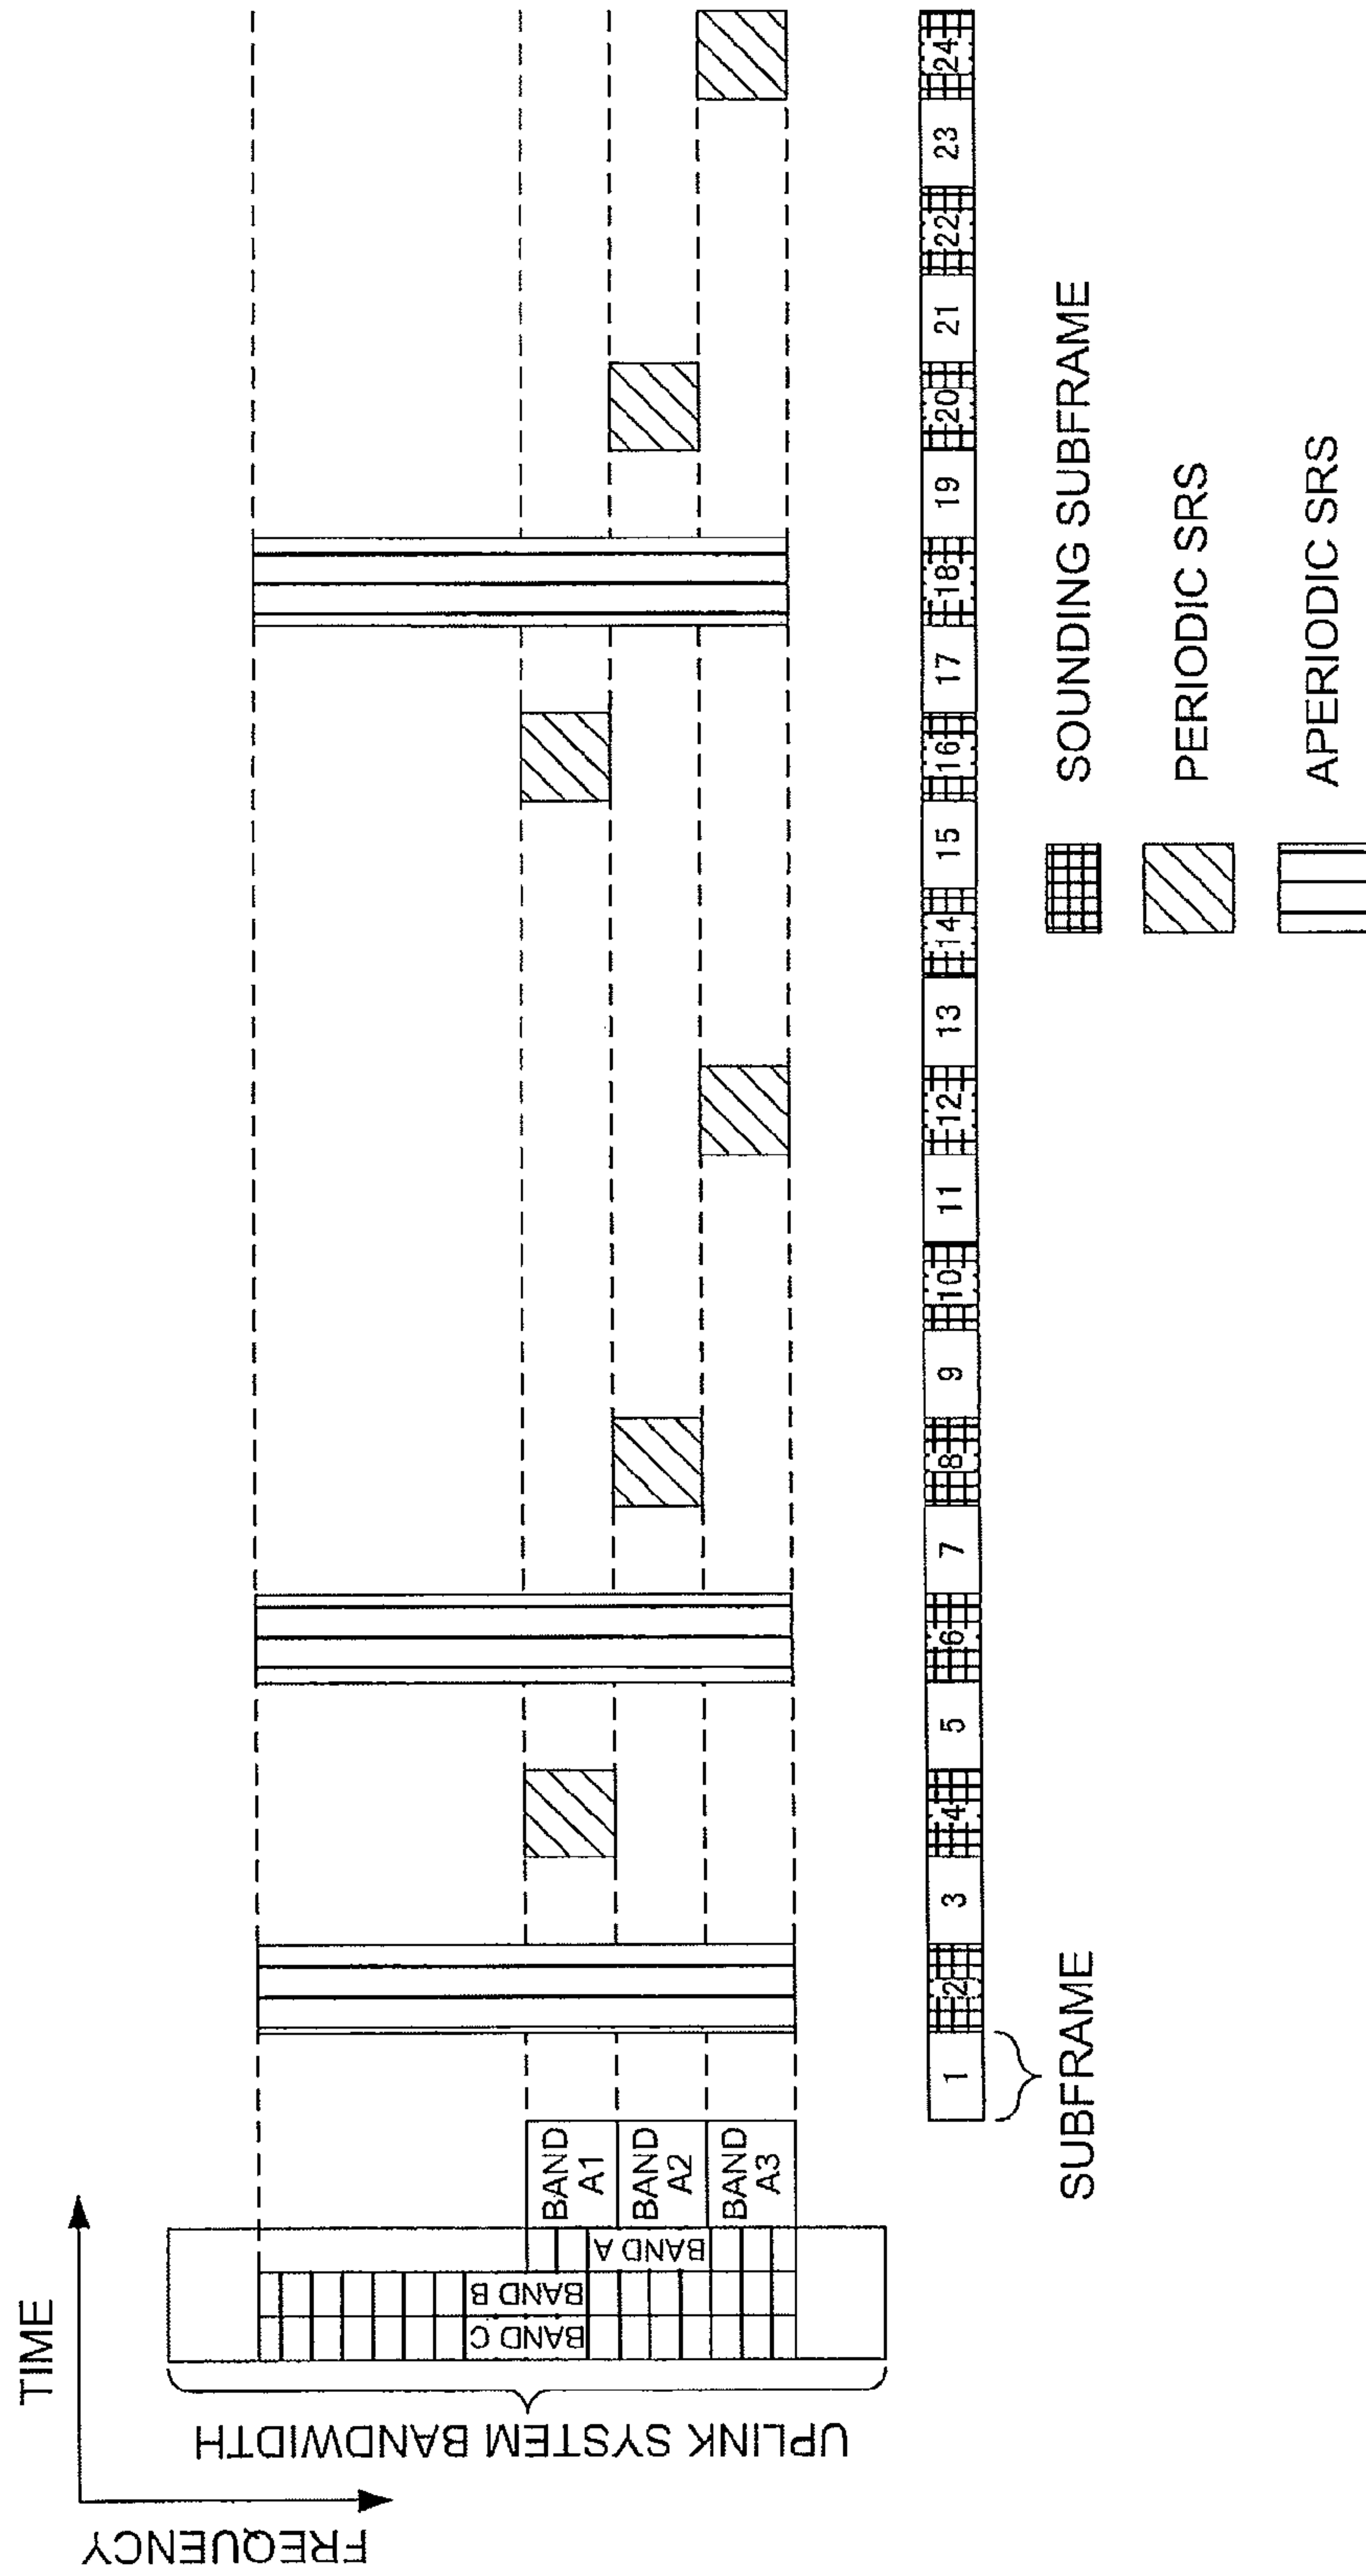 TIME
FREQUENCY
UPLINK SYSTEM BANDWIDTH
BAND C
BAND B
BAND A
BAND
A1
BAND
A2
BAND
A3
1
2
3
4
5
6
7
8
9
10
11
12
13
14
15
16
17
18
19
20
21
22
23
24
SUBFRAME
SOUNDING SUBFRAME
PERIODIC SRS
APERIODIC SRS